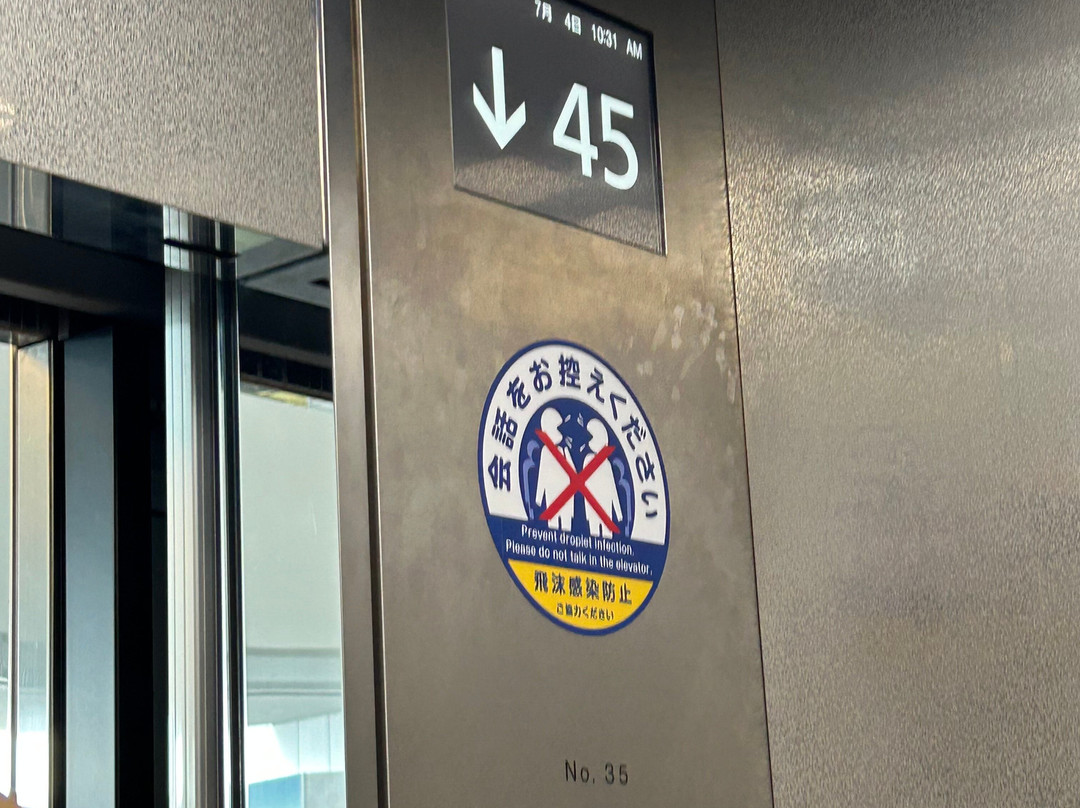 7月 4日 10:31 AM
↓ 45
会話をお控えください
Prevent droplet infection.
Please do not talk in the elevator.
飛沫感染防止
ご協力ください
No. 35